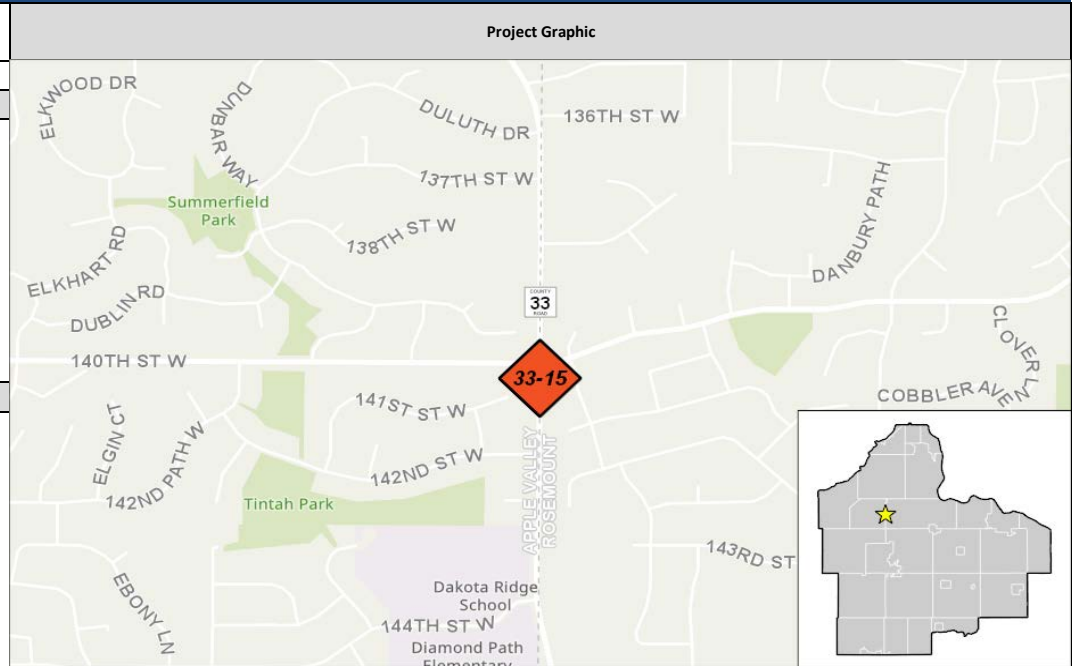 Project Graphic
ELKWOOD DR
DUNBAR WAY
DULUTH DR
136TH ST W
137TH ST W
DANBURY PATH
Summerfield
Park
138TH ST W
ELKHART RD
DUBLIN RD
COUNTY
33
ROAD
140TH ST W
33-15
CLOVER LN
COBBLER AVE N
141ST ST W
ELGIN CT
142ND PATH W
142ND ST W
APPLE VALLEY
ROSEMOUNT
Tintah Park
143RD ST
EBONY LN
Dakota Ridge
School
144TH ST W
Diamond Path
Elementary